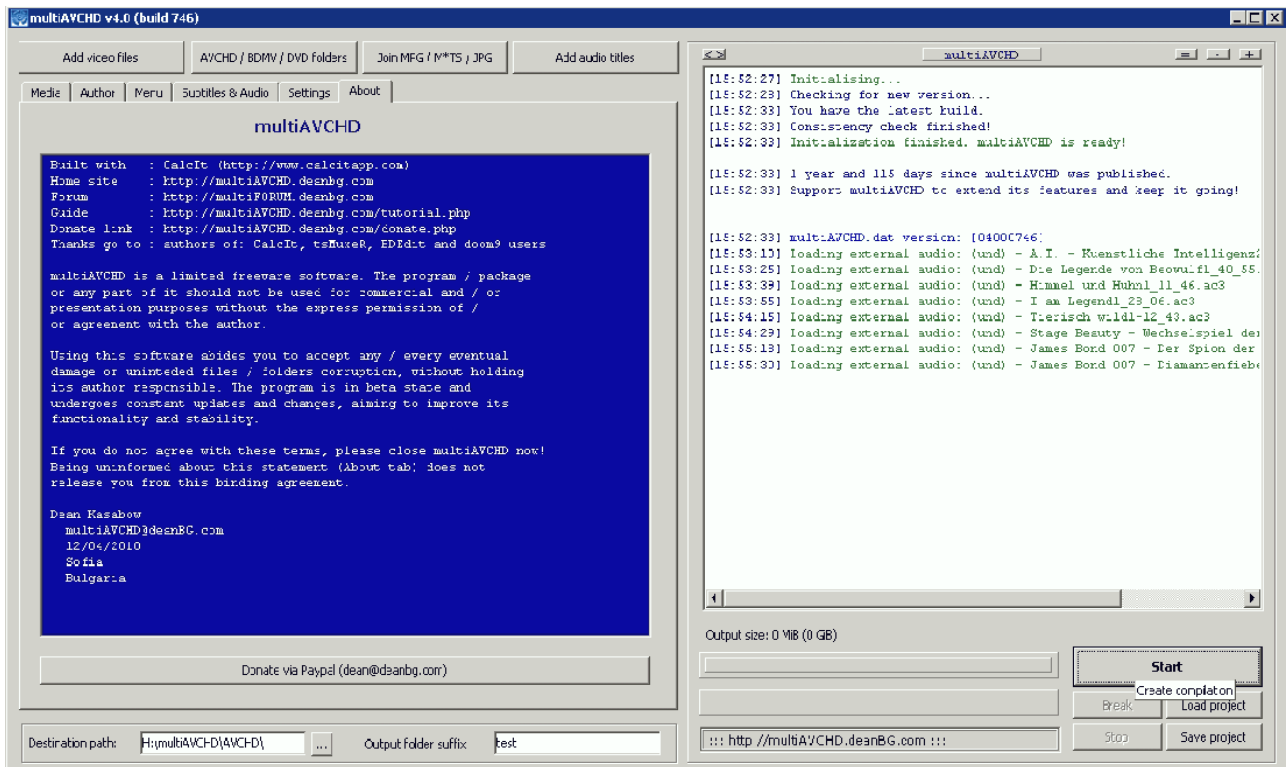 multiAVCHD v4.0 (build 746)
Add video files
AVCHD / BDMV / DVD folders
Join MPG / M*TS / JPG
Add audio titles
Media
Author
Menu
Subtitles & Audio
Settings
About
multiAVCHD
Built with : CalcIt (http://www.calcitapp.com)
Home site : http://multiAVCHD.deanbg.com
Forum : http://multiFORUM.deanbg.com
Guide : http://multiAVCHD.deanbg.com/tutorial.php
Donate link : http://multiAVCHD.deanbg.com/donate.php
Thanks go to : authors of: CalcIt, tsMuxeR, BDEdit and doom9 users
multiAVCHD is a limited freeware software. The program / package
or any part of it should not be used for commercial and / or
presentation purposes without the express permission of /
or agreement with the author.
Using this software abides you to accept any / every eventual
damage or uninteded files / folders corruption, without holding
its author responsible. The program is in beta state and
undergoes constant updates and changes, aiming to improve its
functionality and stability.
If you do not agree with these terms, please close multiAVCHD now!
Being uninformed about this statement (About tab) does not
release you from this binding agreement.
Dean Kasabow
multiAVCHD@deanBG.com
12/04/2010
Sofia
Bulgaria
Donate via Paypal (dean@deanbg.com)
Destination path: H:\multiAVCHD\AVCHD\ ... Output folder suffix test
<> multiAVCHD = - +
[15:52:27] Initialising...
[15:52:28] Checking for new version...
[15:52:33] You have the latest build.
[15:52:33] Consistency check finished!
[15:52:33] Initialization finished. multiAVCHD is ready!
[15:52:33] 1 year and 115 days since multiAVCHD was published.
[15:52:33] Support multiAVCHD to extend its features and keep it going!
[15:52:33] multiAVCHD.dat version: [04000746]
[15:53:10] Loading external audio: (und) - A.I. - Kuenstliche Intelligenz
[15:53:25] Loading external audio: (und) - Die Legende von Beowulf1_40_55.
[15:53:39] Loading external audio: (und) - Himmel und Huhn1_11_46.ac3
[15:53:55] Loading external audio: (und) - I am Legend1_28_06.ac3
[15:54:15] Loading external audio: (und) - Tierisch wild1-12_43.ac3
[15:54:29] Loading external audio: (und) - Stage Beauty - Wechselspiel der
[15:55:18] Loading external audio: (und) - James Bond 007 - Der Spion der
[15:55:33] Loading external audio: (und) - James Bond 007 - Diamantenfiebe
Output size: 0 MiB (0 GiB)
Start
Create compilation
Break
Load project
::: http://multiAVCHD.deanBG.com :::
Stop
Save project